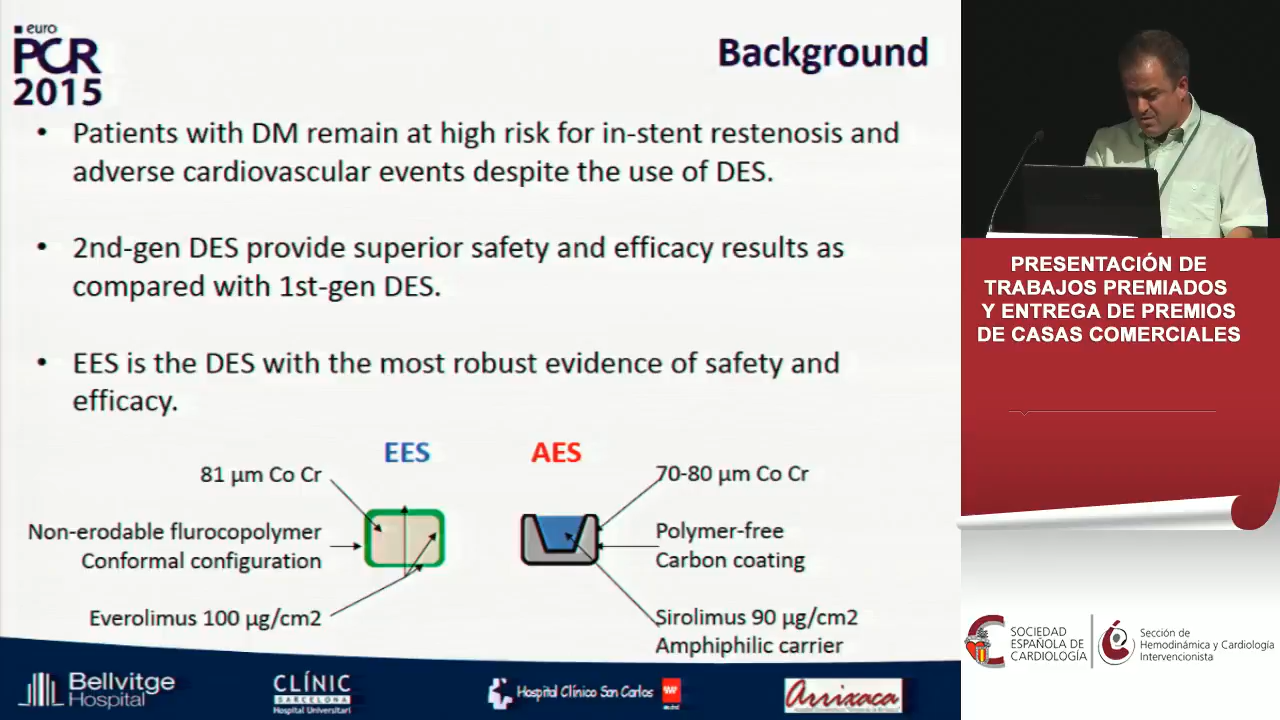 euro
PCR
2015
Background
• Patients with DM remain at high risk for in-stent restenosis and
adverse cardiovascular events despite the use of DES.
• 2nd-gen DES provide superior safety and efficacy results as
compared with 1st-gen DES.
• EES is the DES with the most robust evidence of safety and
efficacy.
EES
AES
81 µm Co Cr
70-80 µm Co Cr
Non-erodable flurocopolymer
Conformal configuration
Polymer-free
Carbon coating
Everolimus 100 µg/cm2
Sirolimus 90 µg/cm2
Amphiphilic carrier
Bellvitge
Hospital
CLÍNIC
BARCELONA
Hospital Universitari
Hospital Clínico San Carlos
Arrixaca
PRESENTACIÓN DE
TRABAJOS PREMIADOS
Y ENTREGA DE PREMIOS
DE CASAS COMERCIALES
SOCIEDAD
ESPAÑOLA DE
CARDIOLOGÍA
Sección de
Hemodinámica y Cardiología
Intervencionista